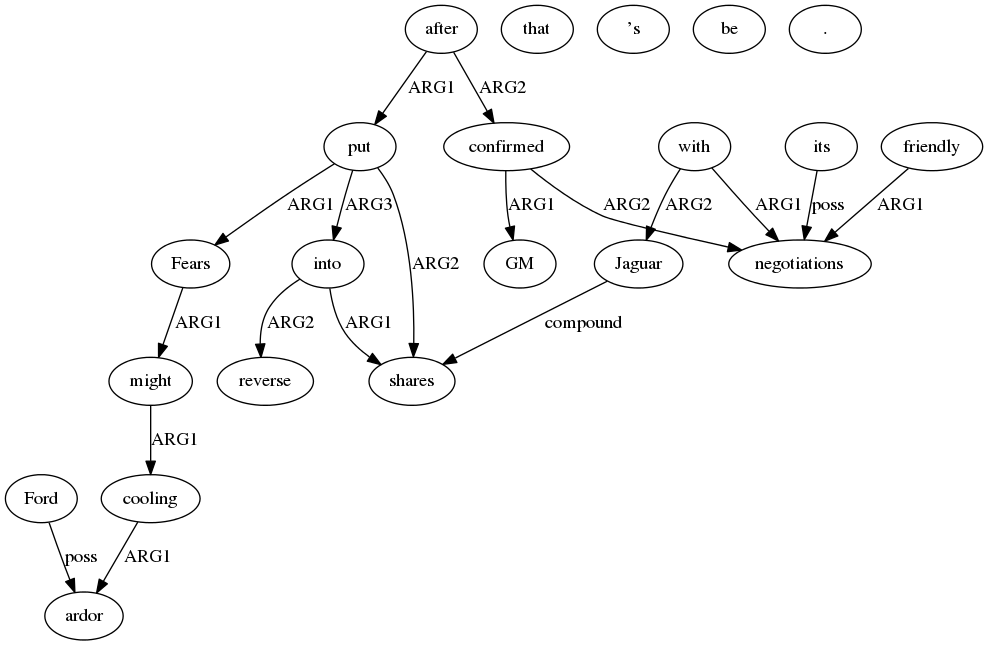 after that ’s be .
ARG1 ARG2
put confirmed with its friendly
ARG1 ARG3 ARG1 ARG2 ARG2 ARG1 poss ARG1
Fears into ARG2 GM Jaguar negotiations
ARG1 ARG2 ARG1 compound
might reverse shares
ARG1
Ford cooling
poss ARG1
ardor